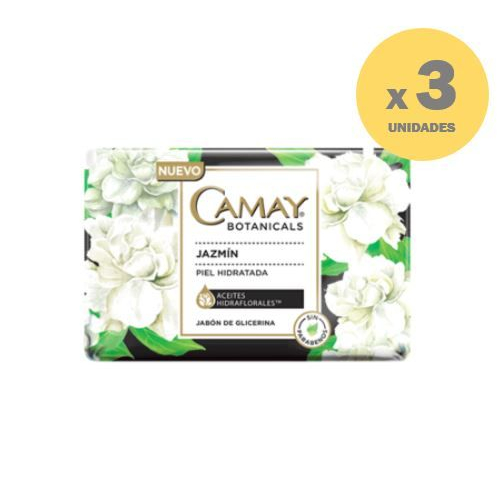 x 3
UNIDADES
NUEVO
CAMAY®
BOTANICALS
JAZMÍN
PIEL HIDRATADA
ACEITES
HIDRAFLORALES™
JABÓN DE GLICERINA
SIN
PARABENOS